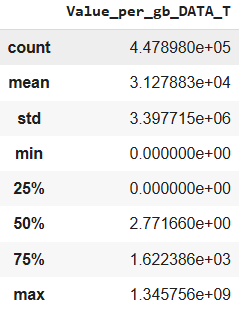 Value_per_gb_DATA_T
count 4.478980e+05
mean 3.127883e+04
std 3.397715e+06
min 0.000000e+00
25% 0.000000e+00
50% 2.771660e+00
75% 1.622386e+03
max 1.345756e+09